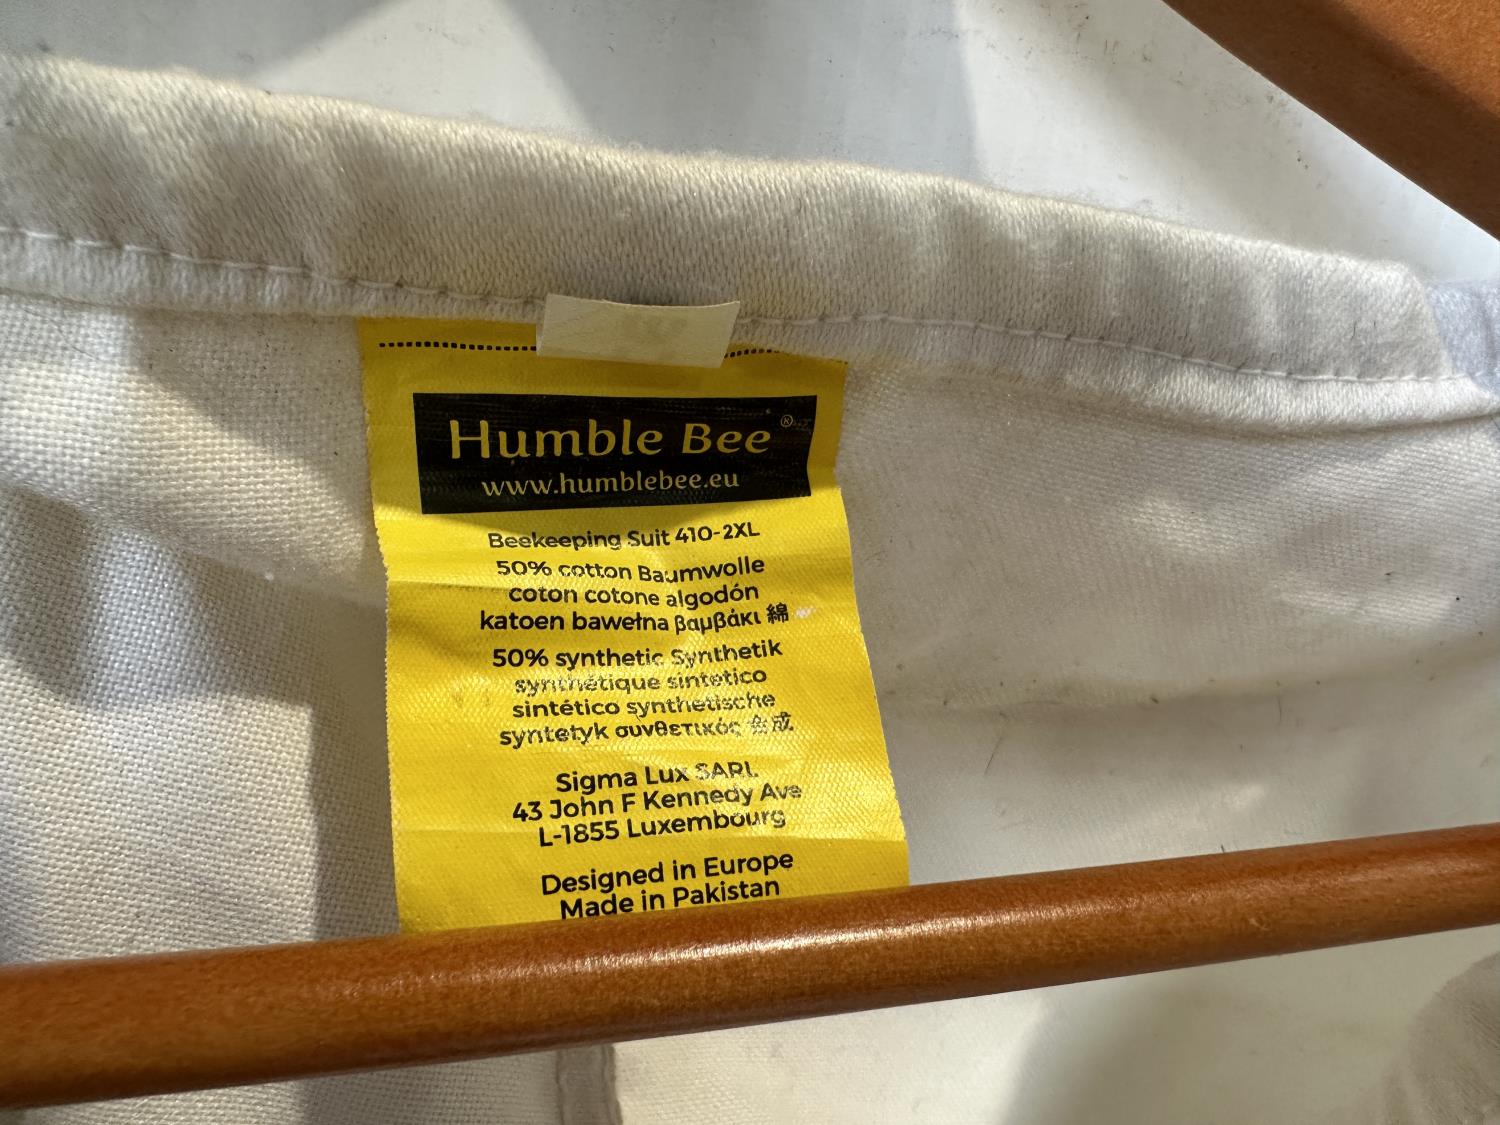 Humble Bee®
www.humblebee.eu
Beekeeping Suit 410-2XL
50% cotton Baumwolle
coton cotone algodón
katoen bawełna βαμβάκι 綿
50% synthetic Synthetik
synthétique sintetico
sintético synthetische
syntetyk συνθετικός 合成
Sigma Lux SARL
43 John F Kennedy Ave
L-1855 Luxembourg
Designed in Europe
Made in Pakistan